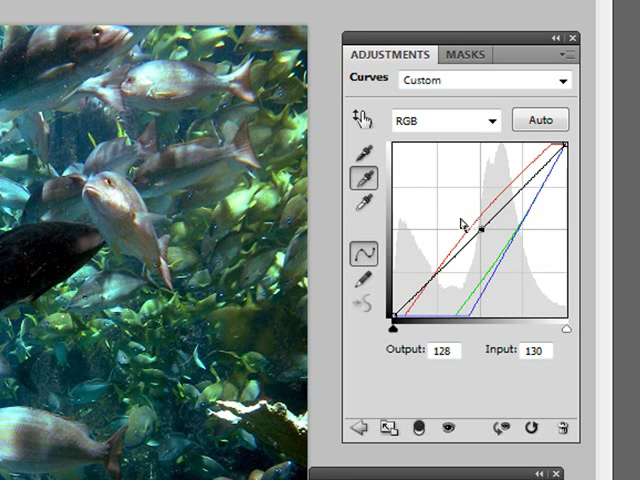 ADJUSTMENTS MASKS
Curves Custom
RGB Auto
Output: 128 Input: 130